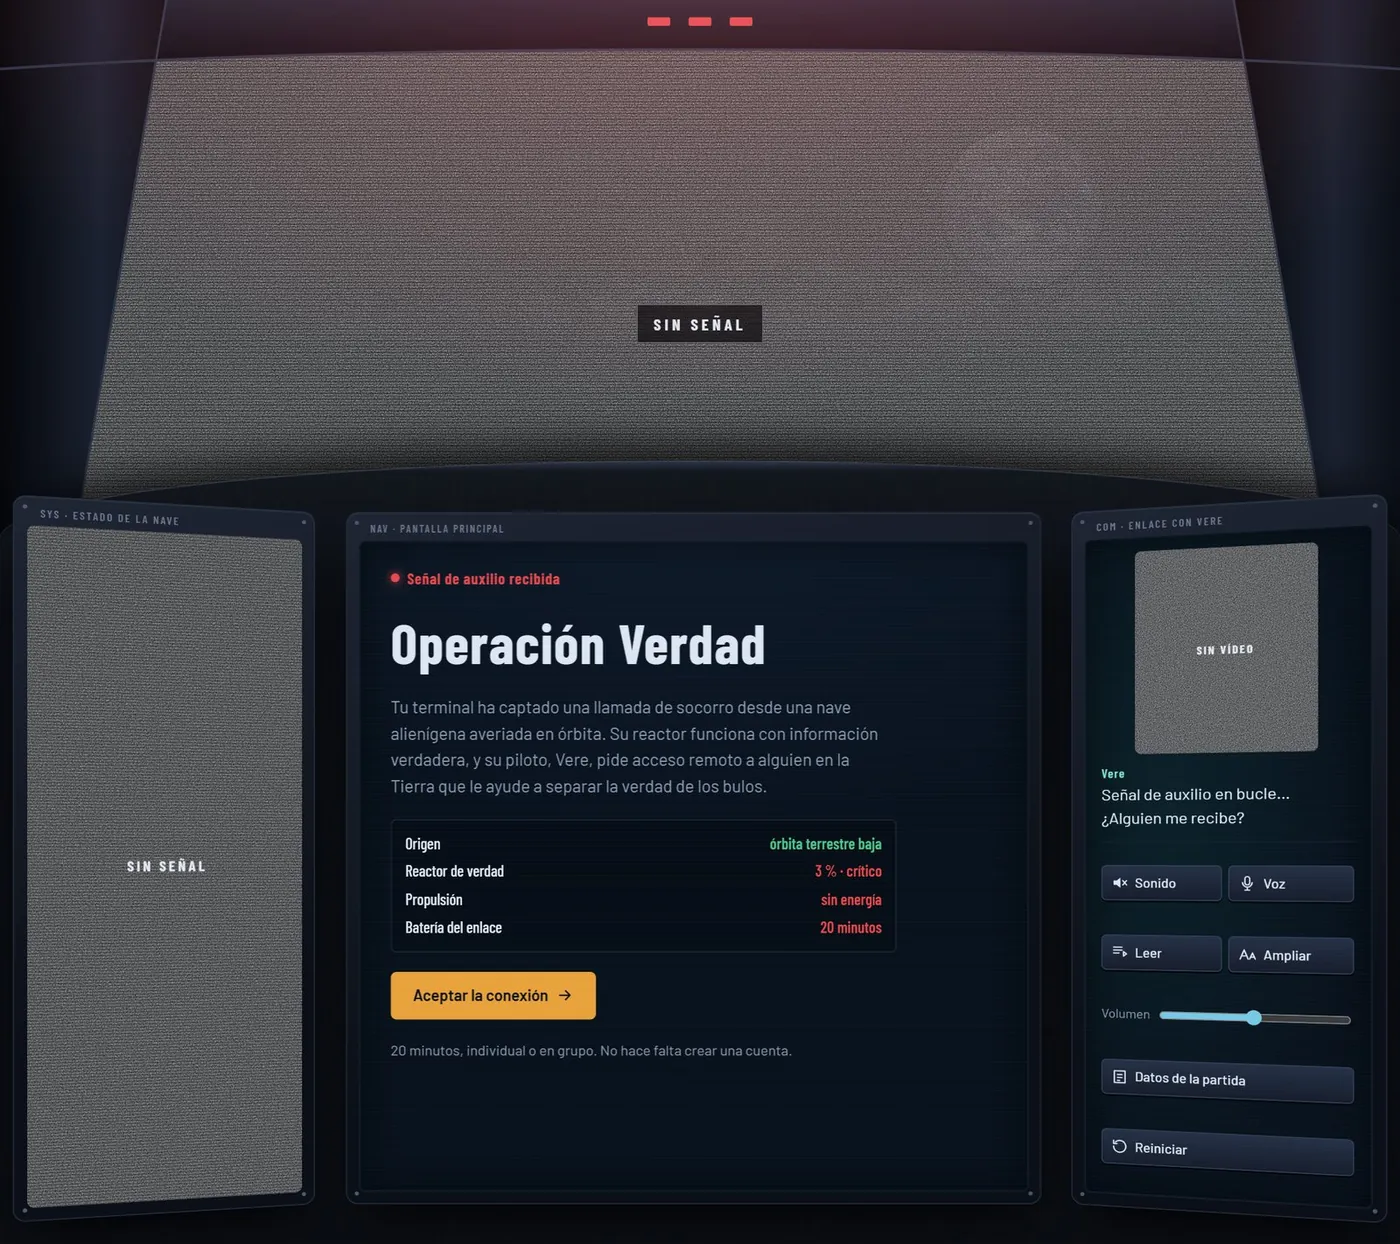 SIN SEÑAL
SYS · ESTADO DE LA NAVE
SIN SEÑAL
NAV · PANTALLA PRINCIPAL
Señal de auxilio recibida
Operación Verdad
Tu terminal ha captado una llamada de socorro desde una nave
alienígena averiada en órbita. Su reactor funciona con información
verdadera, y su piloto, Vere, pide acceso remoto a alguien en la
Tierra que le ayude a separar la verdad de los bulos.
Origen órbita terrestre baja
Reactor de verdad 3 % · crítico
Propulsión sin energía
Batería del enlace 20 minutos
Aceptar la conexión →
20 minutos, individual o en grupo. No hace falta crear una cuenta.
COM · ENLACE CON VERE
SIN VÍDEO
Vere
Señal de auxilio en bucle...
¿Alguien me recibe?
Sonido Voz
Leer Ampliar
Volumen
Datos de la partida
Reiniciar